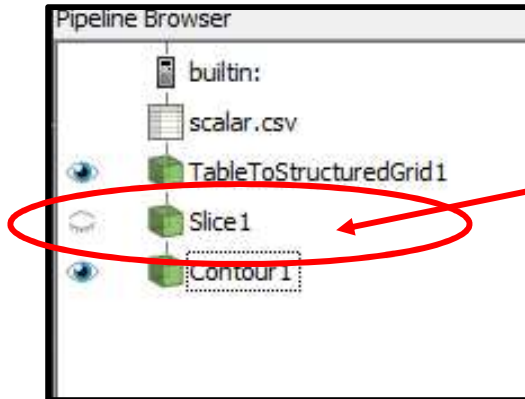 Pipeline Browser
builtin:
scalar.csv
TableToStructuredGrid1
Slice1
Contour1